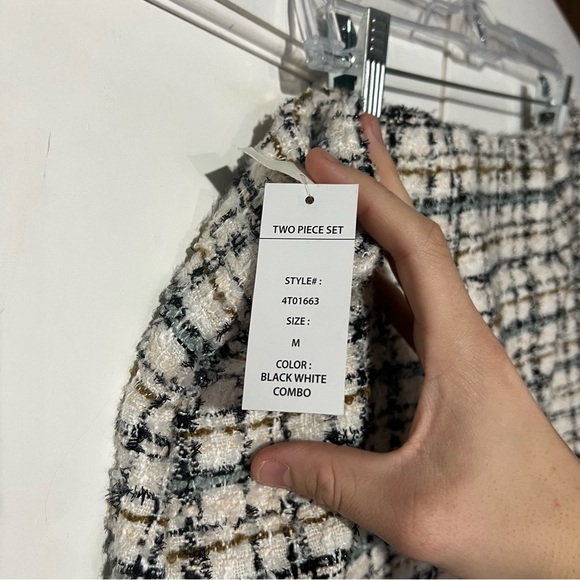 TWO PIECE SET
STYLE# :
4T01663
SIZE :
M
COLOR :
BLACK WHITE
COMBO